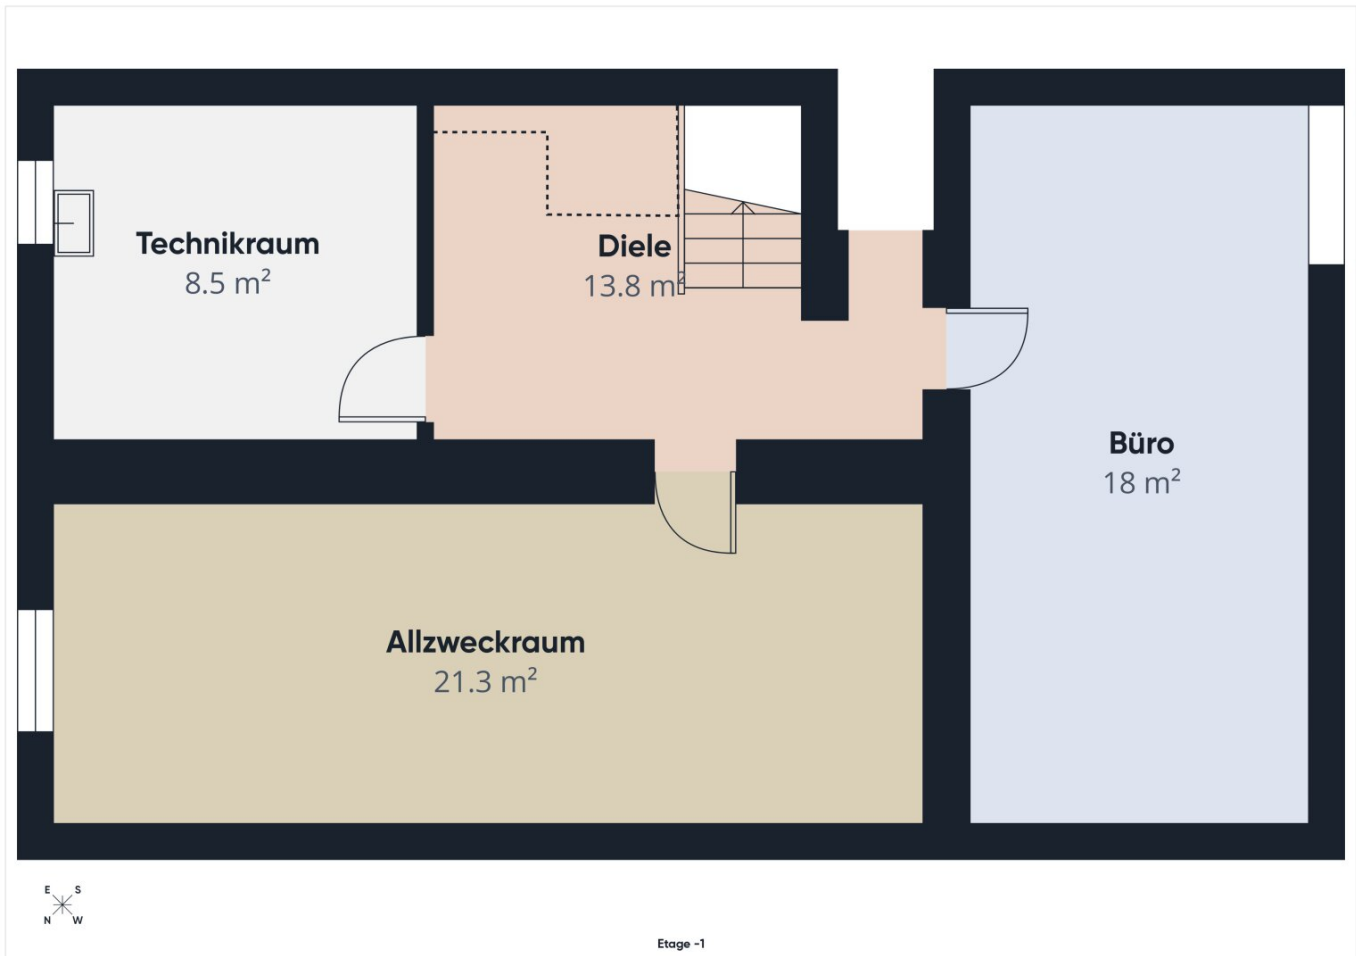 Technikraum
8.5 m²
Diele
13.8 m²
Büro
18 m²
Allzweckraum
21.3 m²
E S
N W
Etage -1